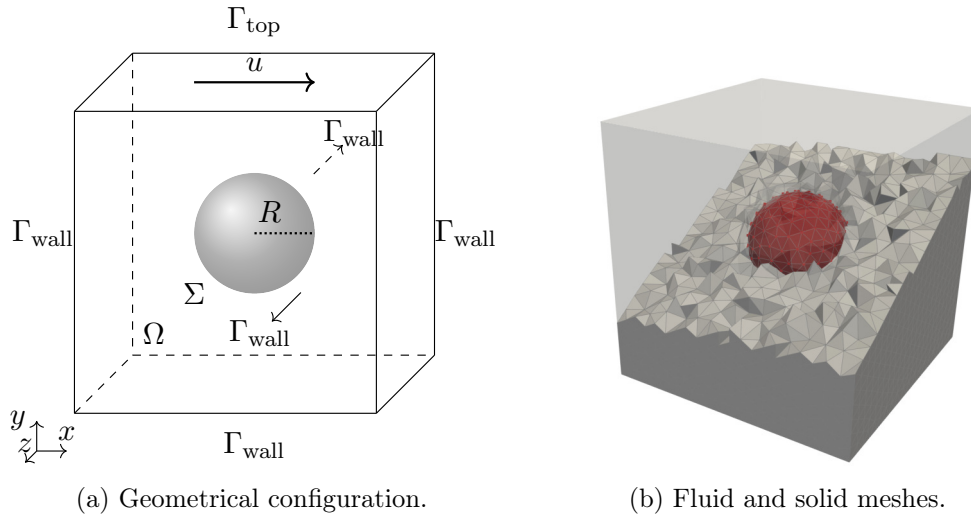 Γtop
u
Γwall
R
Γwall
Γwall
Σ
Γwall
Ω
y
x
z
Γwall
(a) Geometrical configuration.
(b) Fluid and solid meshes.